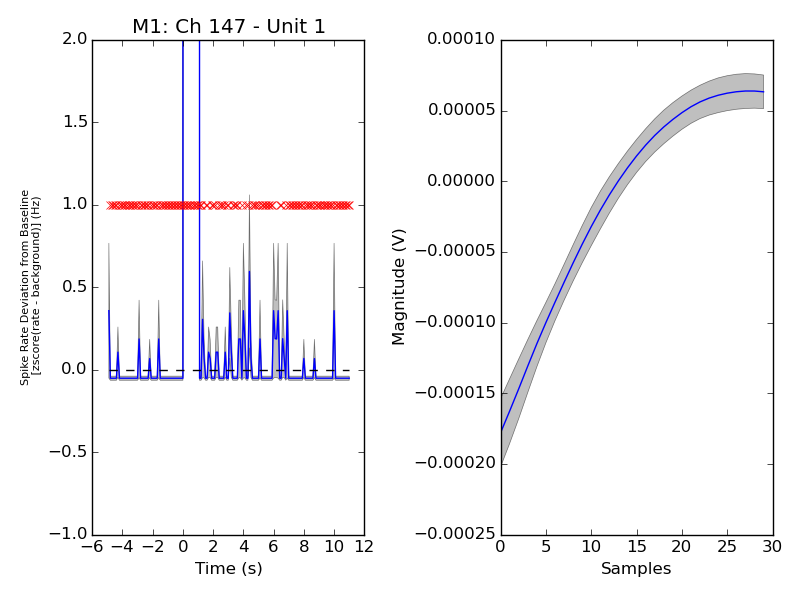 M1: Ch 147 - Unit 1
2.0
1.5
1.0
0.5
0.0
−0.5
−1.0
−6 −4 −2 0 2 4 6 8 10 12
Time (s)
Spike Rate Deviation from Baseline
[zscore(rate - background)] (Hz)
0.00010
0.00005
0.00000
−0.00005
−0.00010
−0.00015
−0.00020
−0.00025
0 5 10 15 20 25 30
Samples
Magnitude (V)